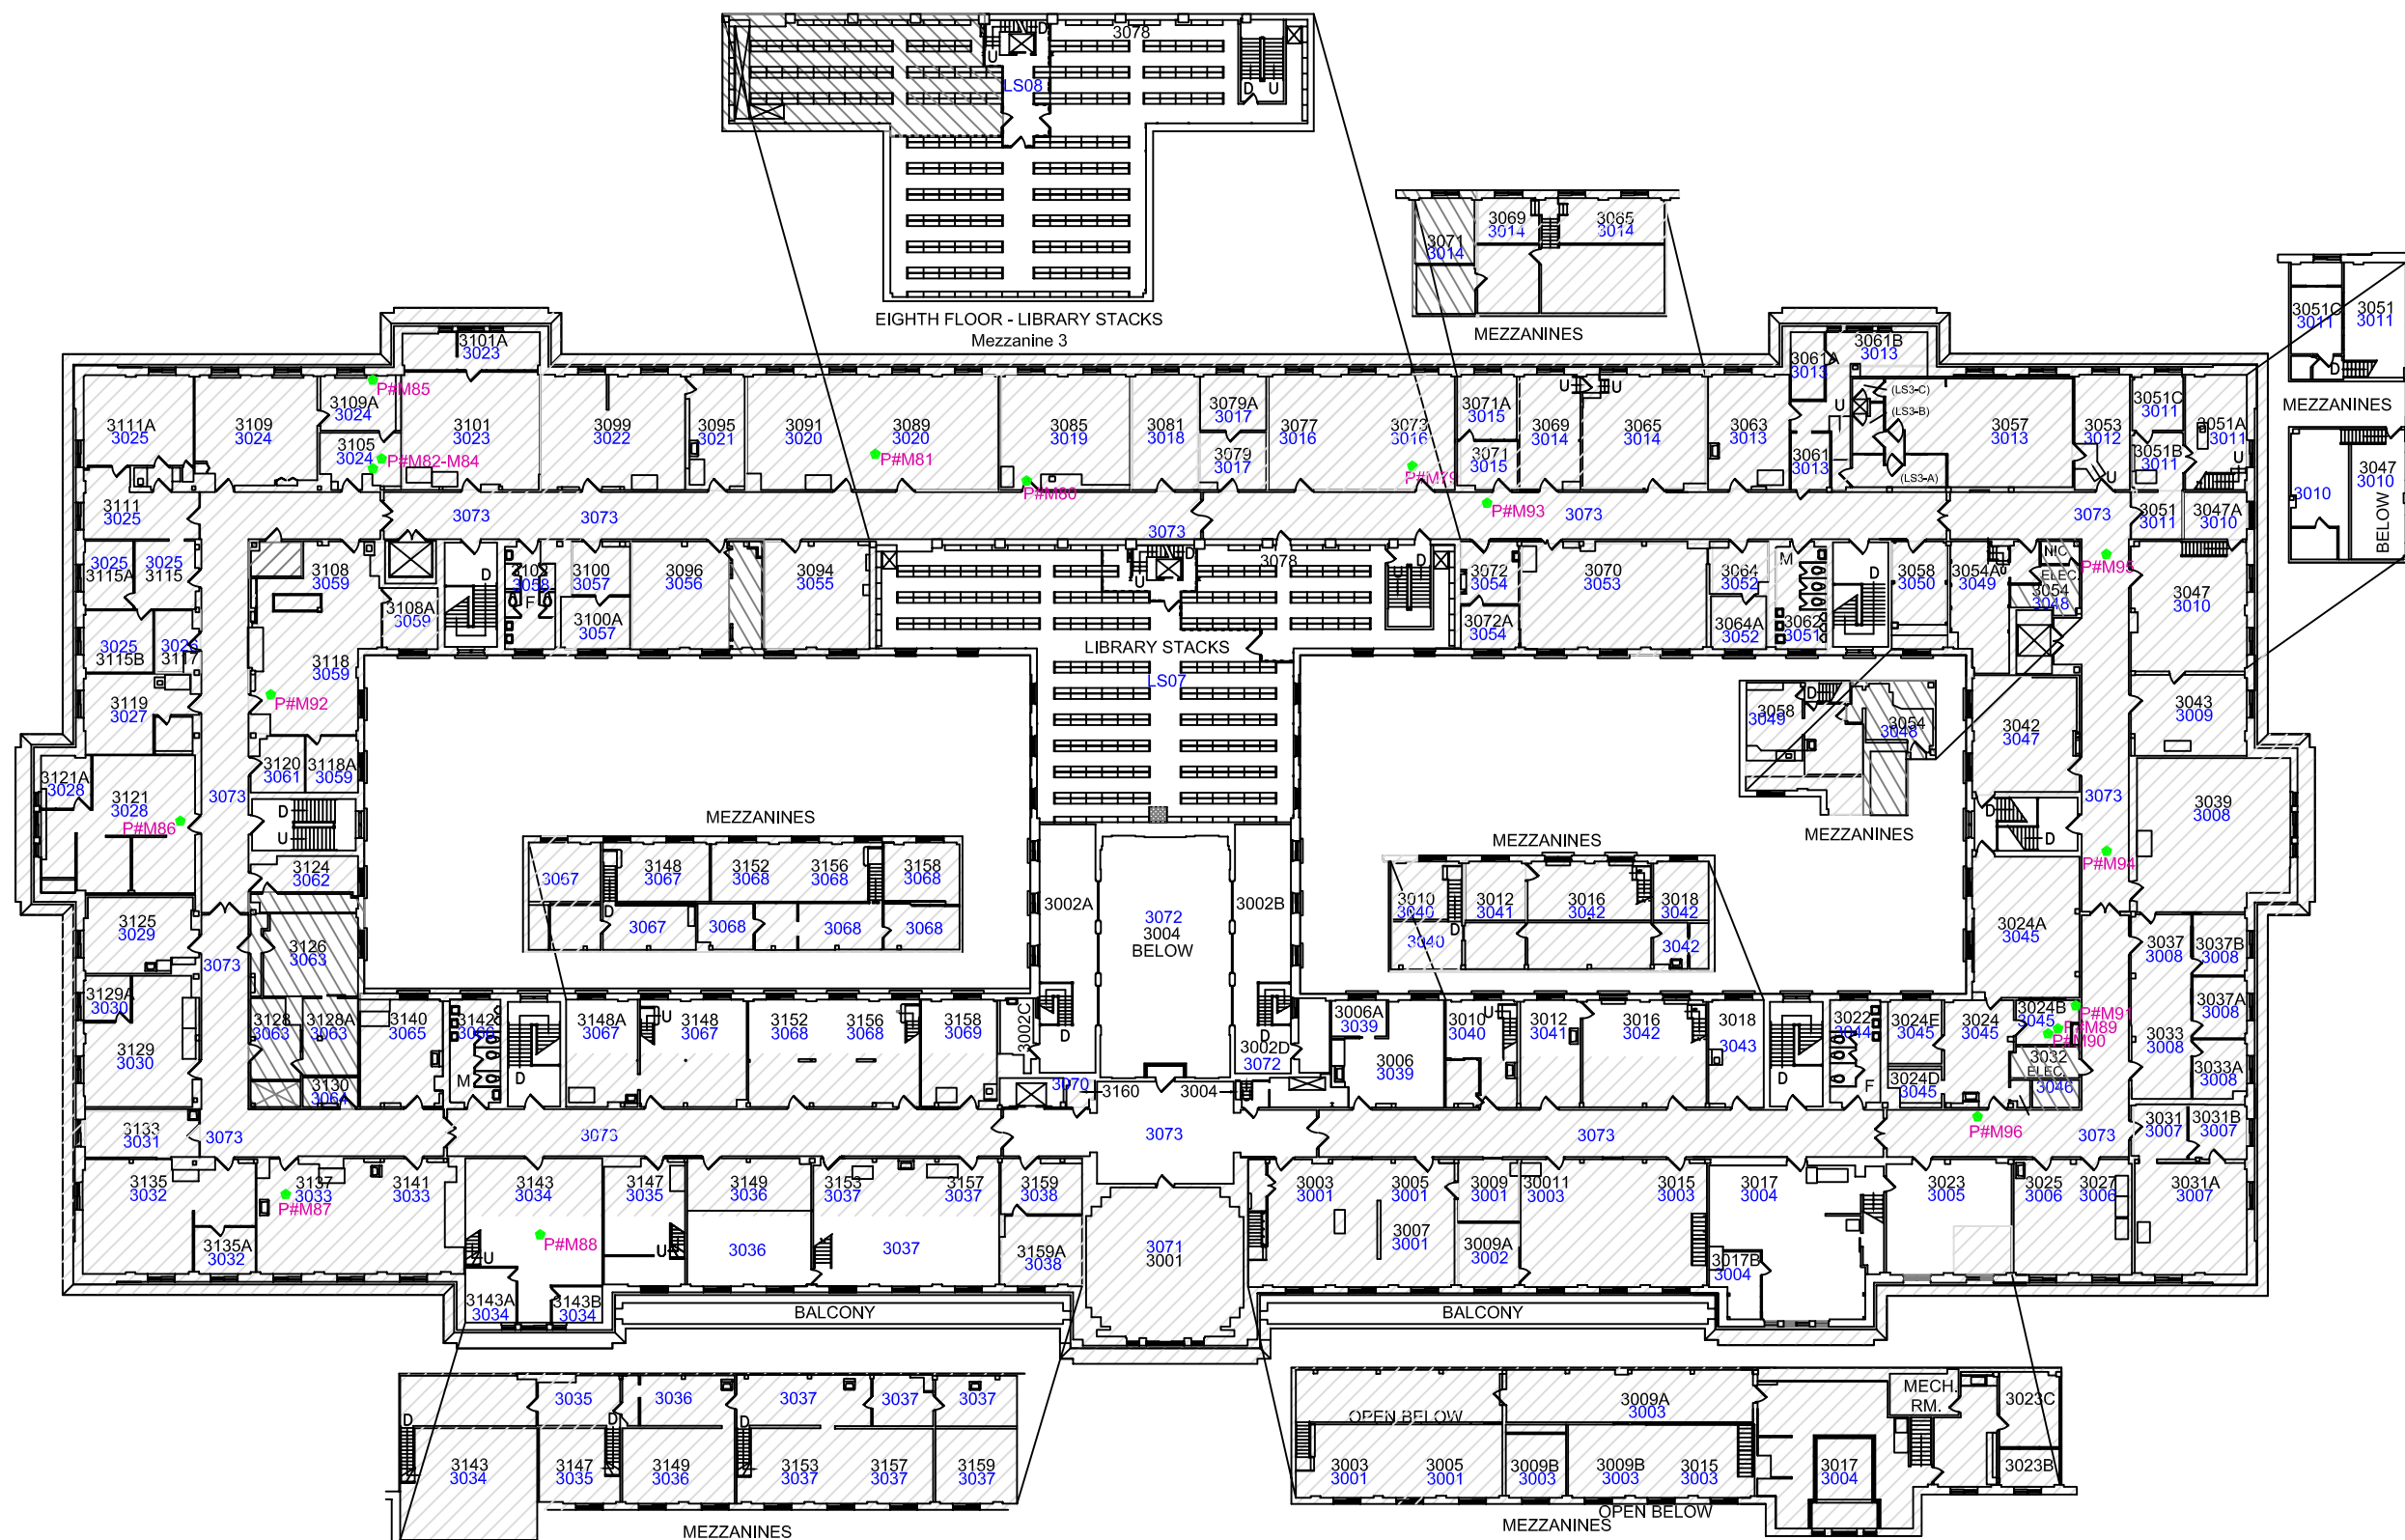 3078
D
U
LS08
D U
EIGHTH FLOOR - LIBRARY STACKS
Mezzanine 3
3069
3014
3065
3014
3071
3014
MEZZANINES
3051C
3011
3051
3011
D
MEZZANINES
3010
3047
3010
BELOW
D
3101A
3023
3061A
3013
3061B
3013
P#M85
3109A
3024
3111A
3025
3109
3024
3105
3024
P#M82-M84
3101
3023
3099
3022
3095
3021
3091
3020
3089
3020
P#M81
3085
3019
P#M80
3081
3018
3079A
3017
3079
3017
3077
3016
3073
3016
P#M79
3071A
3015
3071
3015
3069
3014
U
U
3065
3014
3063
3013
3061
3013
U
(LS3-C)
(LS3-B)
(LS3-A)
3057
3013
3053
3012
U
3051C
3011
3051B
3011
3051A
3011
U
3111
3025
3073
3073
3073
P#M93
3073
3073
3051
3011
3047A
3010
3025
3115A
3025
3115
3108
3059
3108A
3059
D
3103
3058
F
3100
3057
3100A
3057
3096
3056
3094
3055
U
D
3078
D
U
3072
3054
3072A
3054
3070
3053
3064
3052
3064A
3052
M
3062
3051
D
3058
3050
3054A
3049
U
NIC
ELEC.
3054
3048
P#M95
3047
3010
3025
3115B
3026
3117
3118
3059
P#M92
LIBRARY STACKS
LS07
3119
3027
3120
3061
3118A
3059
3058
3049
D
U
3054
3048
MEZZANINES
3042
3047
3043
3009
3121A
3028
3121
3028
P#M86
3073
D
U
3124
3062
MEZZANINES
3067
3148
3067
3152
3068
3156
3068
3158
3068
D
3067
3068
3068
3068
3002A
3072
3004
BELOW
3002B
MEZZANINES
3010
3040
3012
3041
3016
3042
3018
3042
3040
D
3042
D
D
3073
3039
3008
P#M94
3024A
3045
3125
3029
3126
3063
3073
3037
3008
3037B
3008
3129A
3030
3129
3030
3128
3063
3128A
3063
3130
3064
3140
3065
3142
3066
M
D
3148A
3067
U
3148
3067
3152
3068
3156
3068
U
3158
3069
3002C
D
3070
3160
3004
D
3002D
3072
3006A
3039
3006
3039
3010
3040
U
3012
3041
3016
3042
U
3018
3043
D
3022
3044
F
3024E
3045
3024
3045
3024B
3045
P#M91
P#M89
P#M90
3024D
3045
3032
ELEC.
3046
3033
3008
3037A
3008
3033A
3008
3133
3031
3073
3073
3073
3073
P#M96
3073
3031
3007
3031B
3007
3135
3032
3135A
3032
3137
3033
P#M87
3141
3033
3143
3034
P#M88
U
3143A
3034
3143B
3034
3147
3035
U
3149
3036
3036
3153
3037
3157
3037
3037
3159
3038
3159A
3038
3071
3001
3003
3001
3005
3001
3007
3001
3009
3001
3009A
3002
30011
3003
3015
3003
3017
3004
3017B
3004
3023
3005
3025
3006
3027
3006
3031A
3007
BALCONY
BALCONY
D
3035
D
3036
D
3037
3037
3037
3143
3034
3147
3035
3149
3036
3153
3037
3157
3037
3159
3037
MEZZANINES
OPEN BELOW
3009A
3003
3003
3001
3005
3001
3009B
3003
3009B
3003
3015
3003
OPEN BELOW
MEZZANINES
3017
3004
MECH.
RM.
3023C
3023B